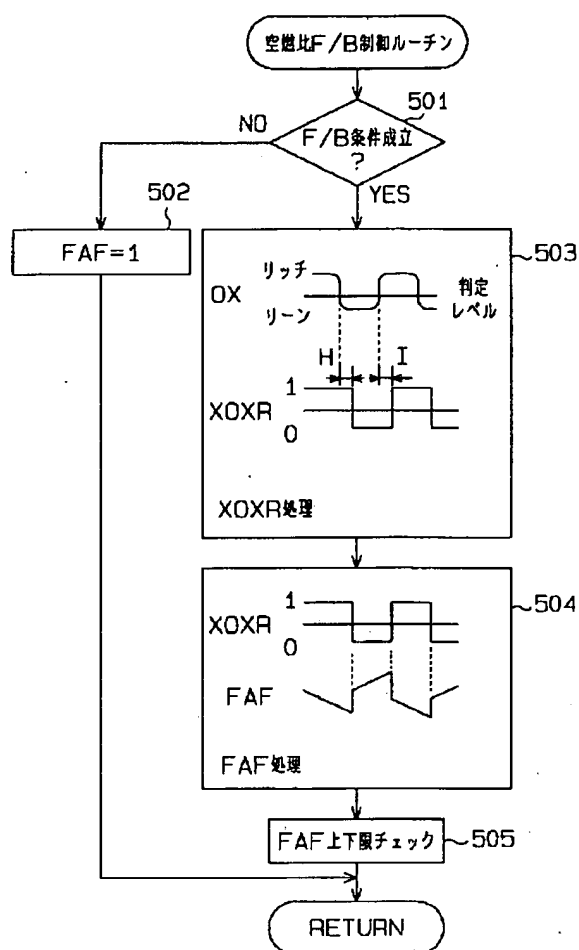 空燃比F/B制御ルーチン
501
NO
F/B条件成立
?
YES
502
FAF=1
503
OX
リッチ
リーン
判定
レベル
H
I
XOXR
1
0
XOXR処理
504
XOXR
1
0
FAF
FAF処理
FAF上下限チェック
505
RETURN